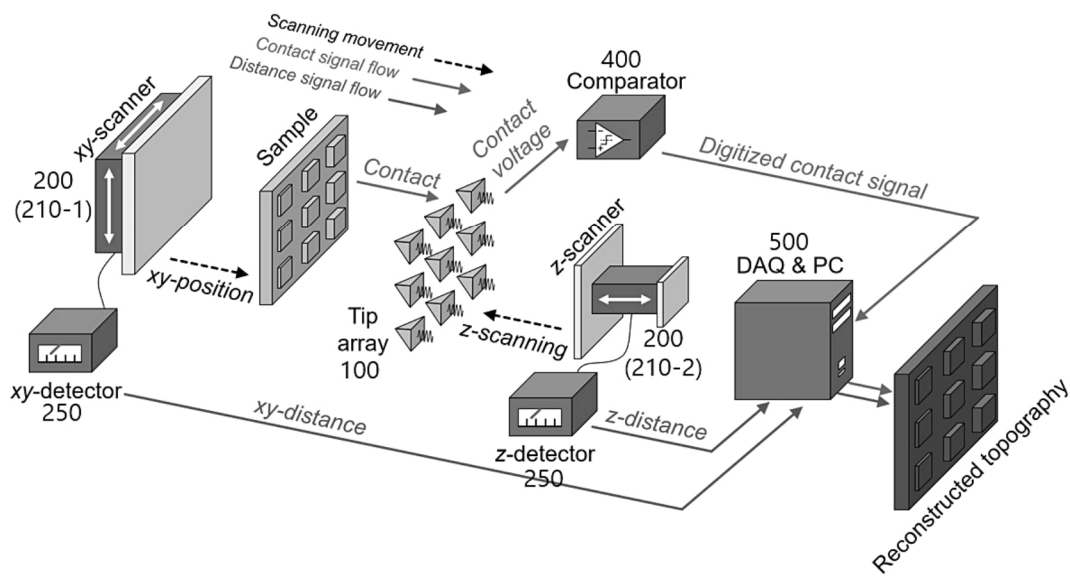 Scanning movement
Contact signal flow
Distance signal flow
400
Comparator
xy-scanner
200
(210-1)
Sample
Contact
Contact
voltage
Digitized contact signal
xy-position
z-scanner
500
DAQ & PC
Tip
array
100
z-scanning
200
(210-2)
xy-detector
250
xy-distance
z-distance
z-detector
250
Reconstructed topography